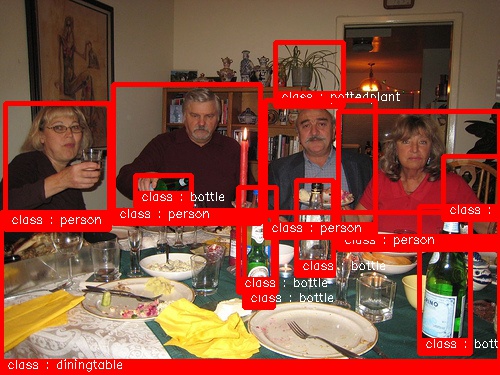 class : pottedplant
class : bottle
class : person
class : person
class :
class : person
class : person
class : bottle
class : bottle
class : bottle
class : bott
class : diningtable